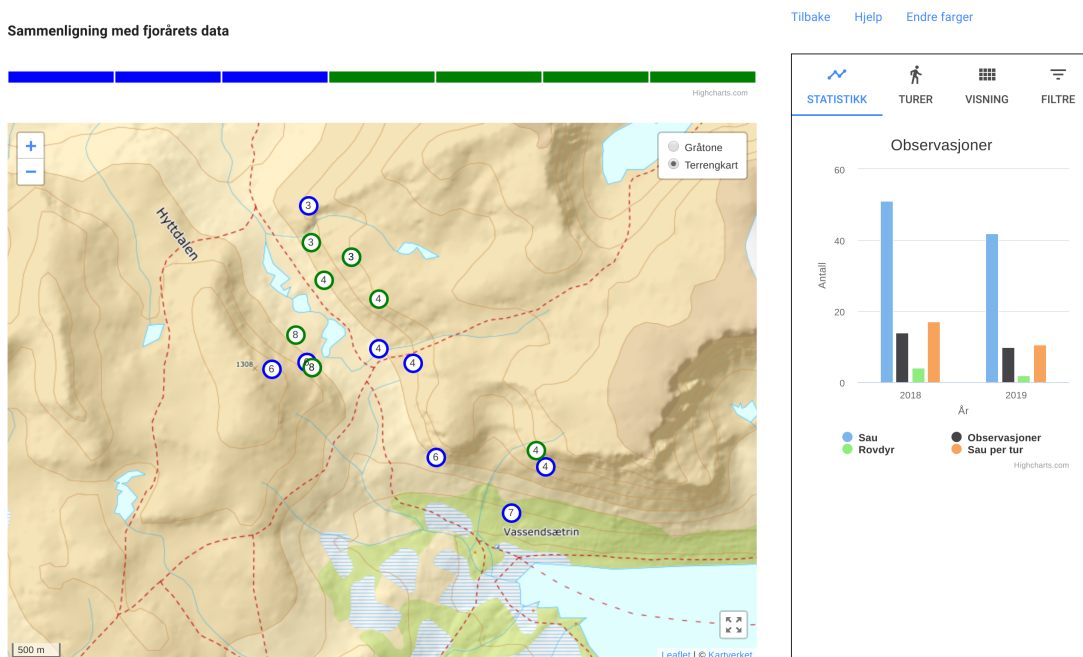 Tilbake Hjelp Endre farger
Sammenligning med fjorårets data
Highcharts.com
STATISTIKK TURER VISNING FILTRE
+
−
Gråtone
Terrengkart
Hyttdalen
3
3
3
4
4
8
4
8
4
1308
6
6
4
4
7
Vassendsætrin
500 m
Leaflet | © Kartverket
Observasjoner
60
40
20
0
Antall
2018 2019
År
Sau Observasjoner
Rovdyr Sau per tur
Highcharts.com